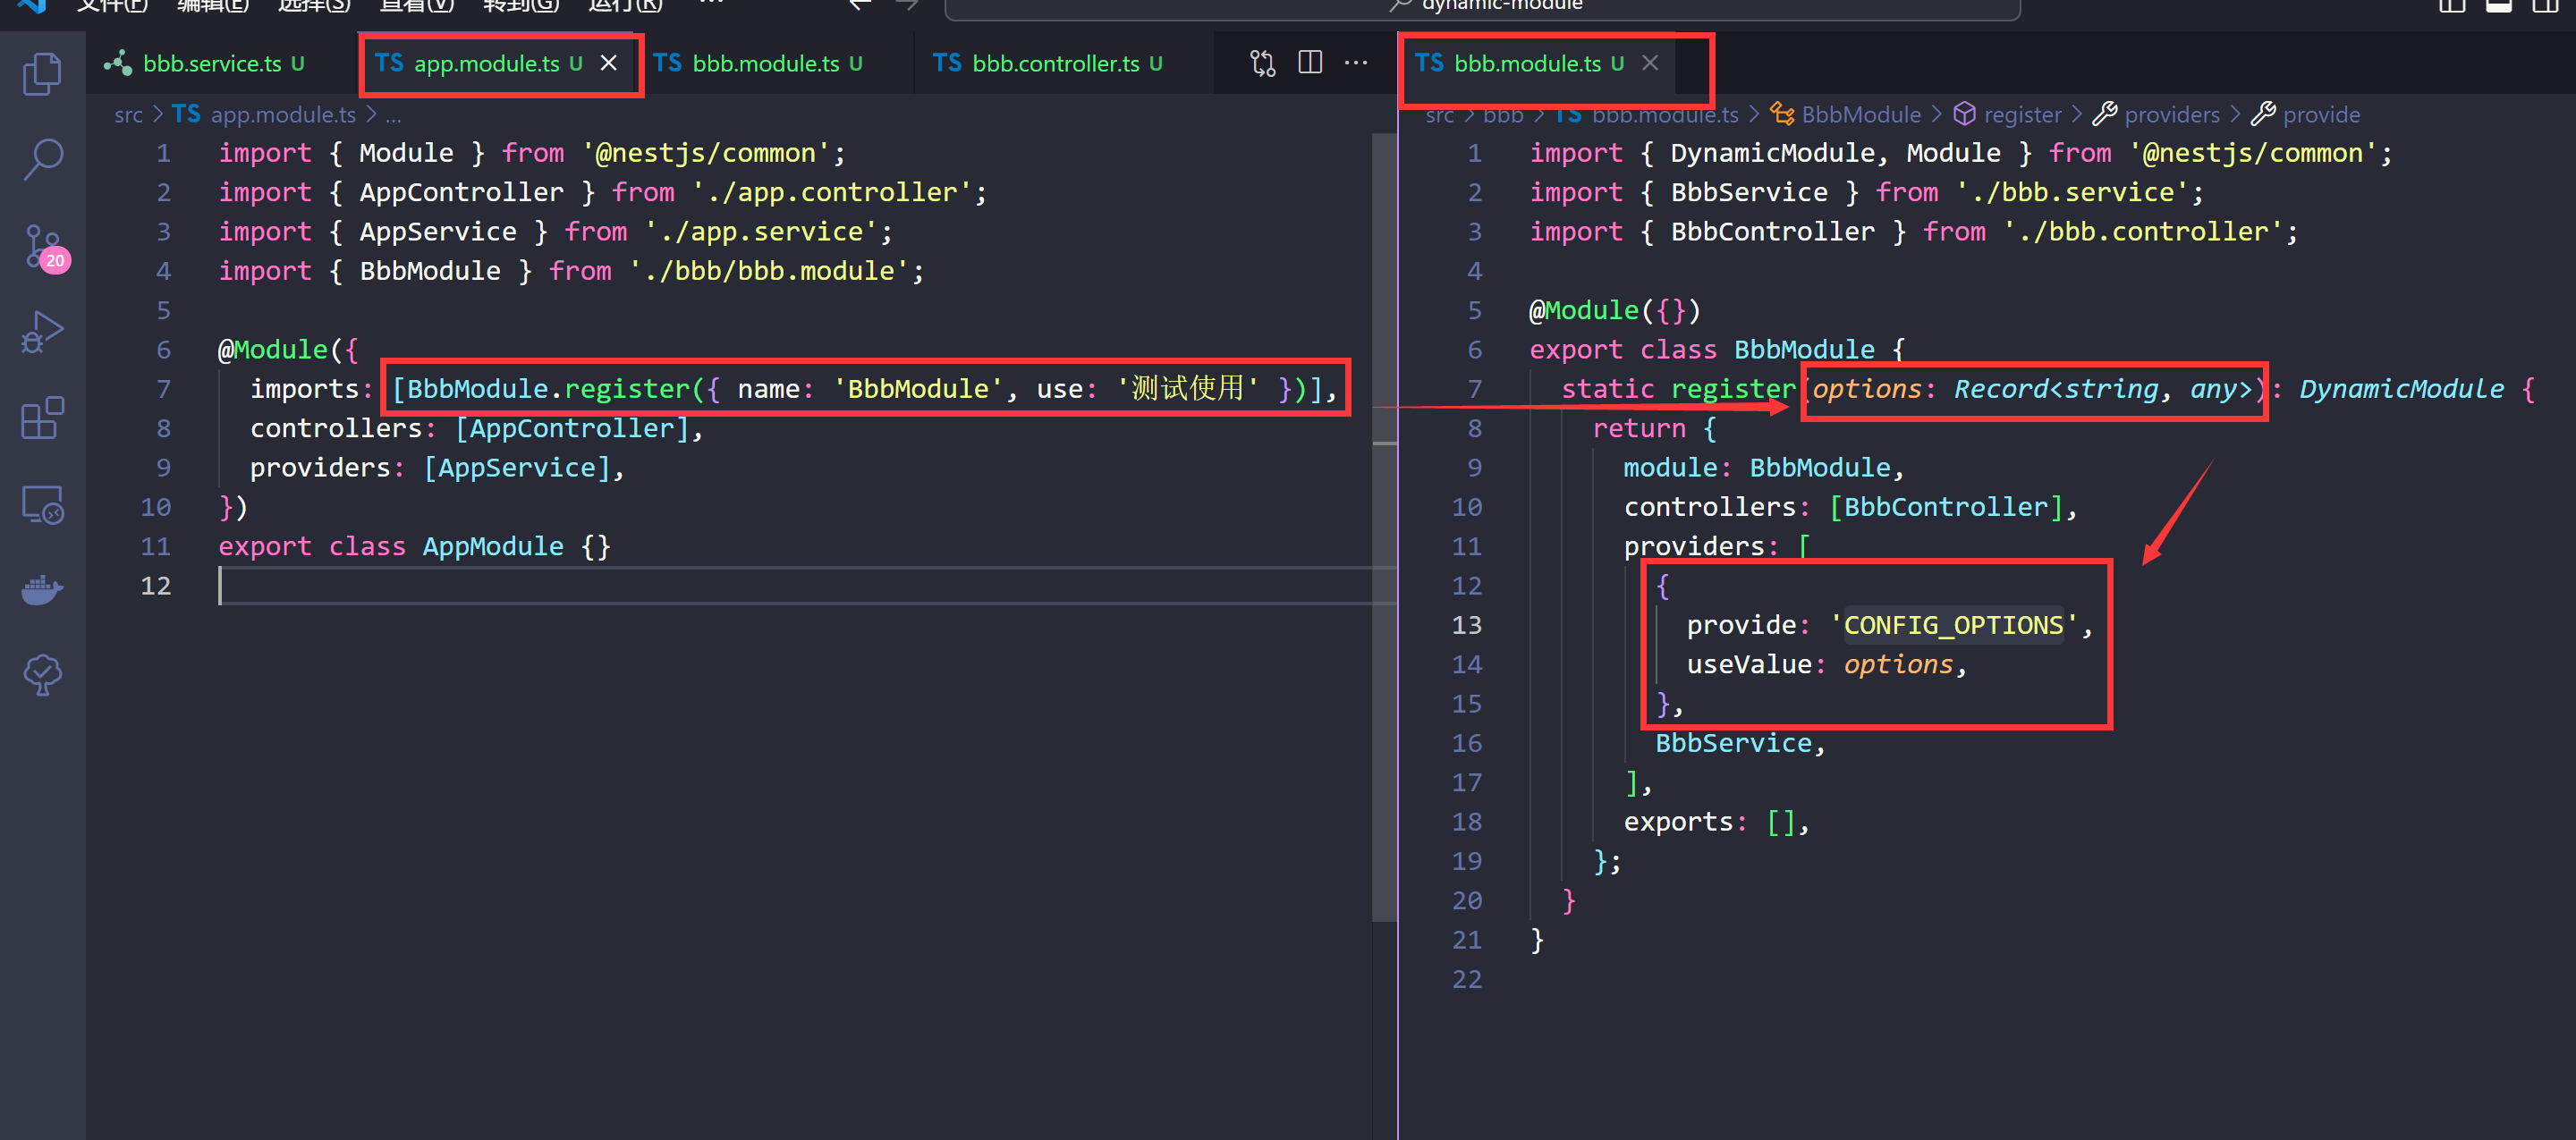 文件(F) 编辑(E) 选择(S) 查看(V) 转到(G) 运行(R) ··· dynamic-module
bbb.service.ts U TS app.module.ts U TS bbb.module.ts U TS bbb.controller.ts U
src > TS app.module.ts > ...
20
1 import { Module } from '@nestjs/common';
2 import { AppController } from './app.controller';
3 import { AppService } from './app.service';
4 import { BbbModule } from './bbb/bbb.module';
5
6 @Module({
7 imports: [BbbModule.register({ name: 'BbbModule', use: '测试使用' })],
8 controllers: [AppController],
9 providers: [AppService],
10 })
11 export class AppModule {}
12
TS bbb.module.ts U
src > bbb > TS bbb.module.ts > BbbModule > register > providers > provide
1 import { DynamicModule, Module } from '@nestjs/common';
2 import { BbbService } from './bbb.service';
3 import { BbbController } from './bbb.controller';
4
5 @Module({})
6 export class BbbModule {
7 static register(options: Record<string, any>): DynamicModule {
8 return {
9 module: BbbModule,
10 controllers: [BbbController],
11 providers: [
12 {
13 provide: 'CONFIG_OPTIONS',
14 useValue: options,
15 },
16 BbbService,
17 ],
18 exports: [],
19 };
20 }
21 }
22